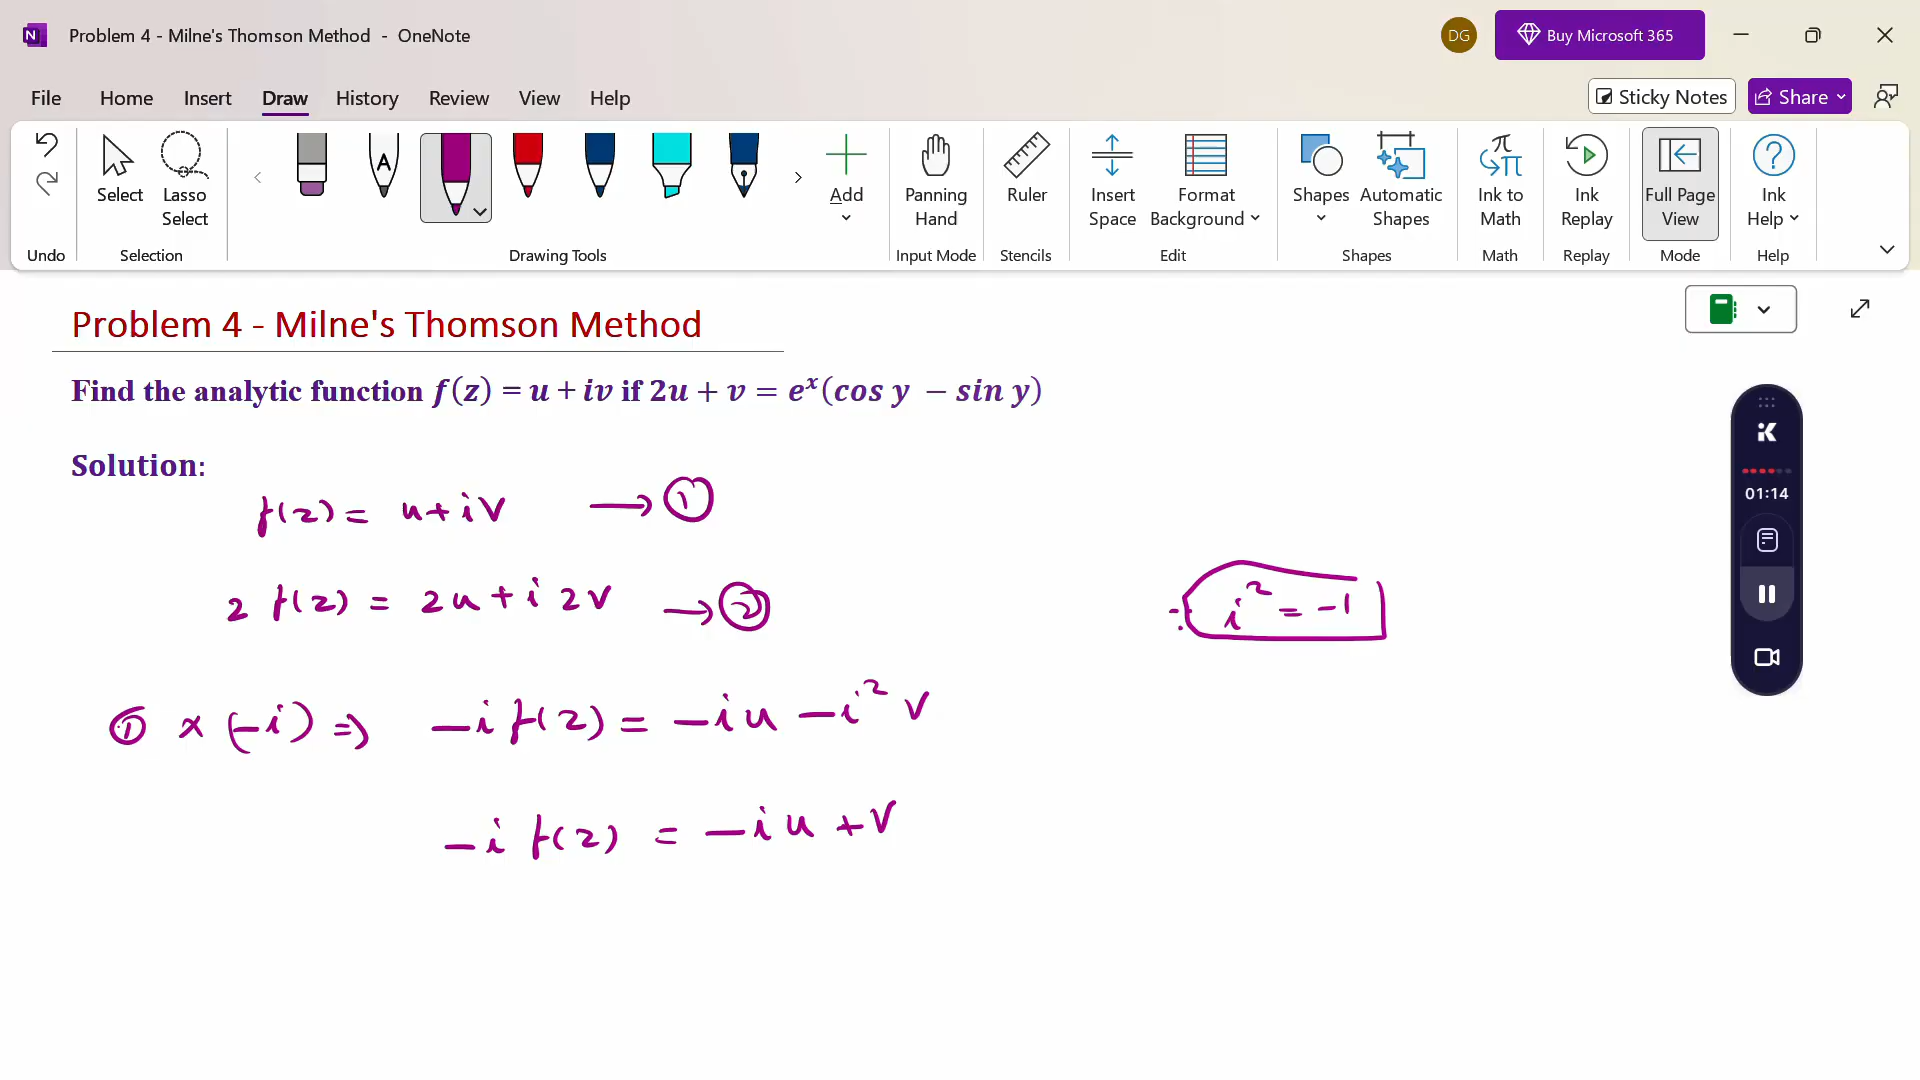 Problem 4 - Milne's Thomson Method - OneNote
DG
Buy Microsoft 365
File Home Insert Draw History Review View Help
Sticky Notes
Share
Select
Lasso Select
A
Add
Panning Hand
Ruler
Insert Space
Format Background
Shapes
Automatic Shapes
Ink to Math
Ink Replay
Full Page View
Ink Help
Undo
Selection
Drawing Tools
Input Mode
Stencils
Edit
Shapes
Math
Replay
Mode
Help
Problem 4 - Milne's Thomson Method
Find the analytic function f(z) = u + iv if 2u + v = eˣ(cos y − sin y)
Solution:
01:14
f(z) = u+iv → ①
2 f(z) = 2u + i 2v → ②
∵ i² = -1
① × (-i) ⇒ -i f(z) = -iu - i² v
-i f(z) = -iu + v